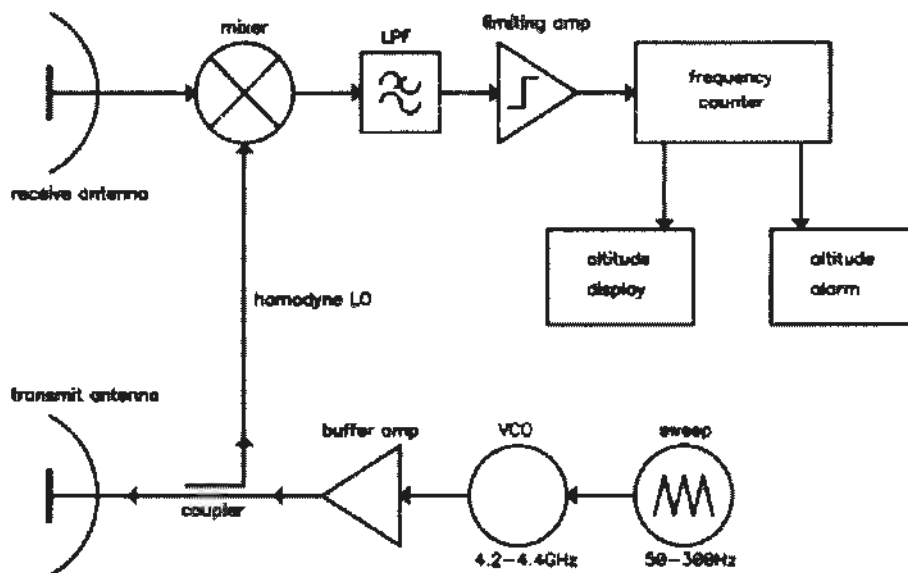 mixer
LPF
limiting amp
frequency
counter
receive antenna
altitude
display
altitude
alarm
homodyne LO
transmit antenna
buffer amp
VCO
sweep
coupler
4.2-4.4GHz
50-300Hz